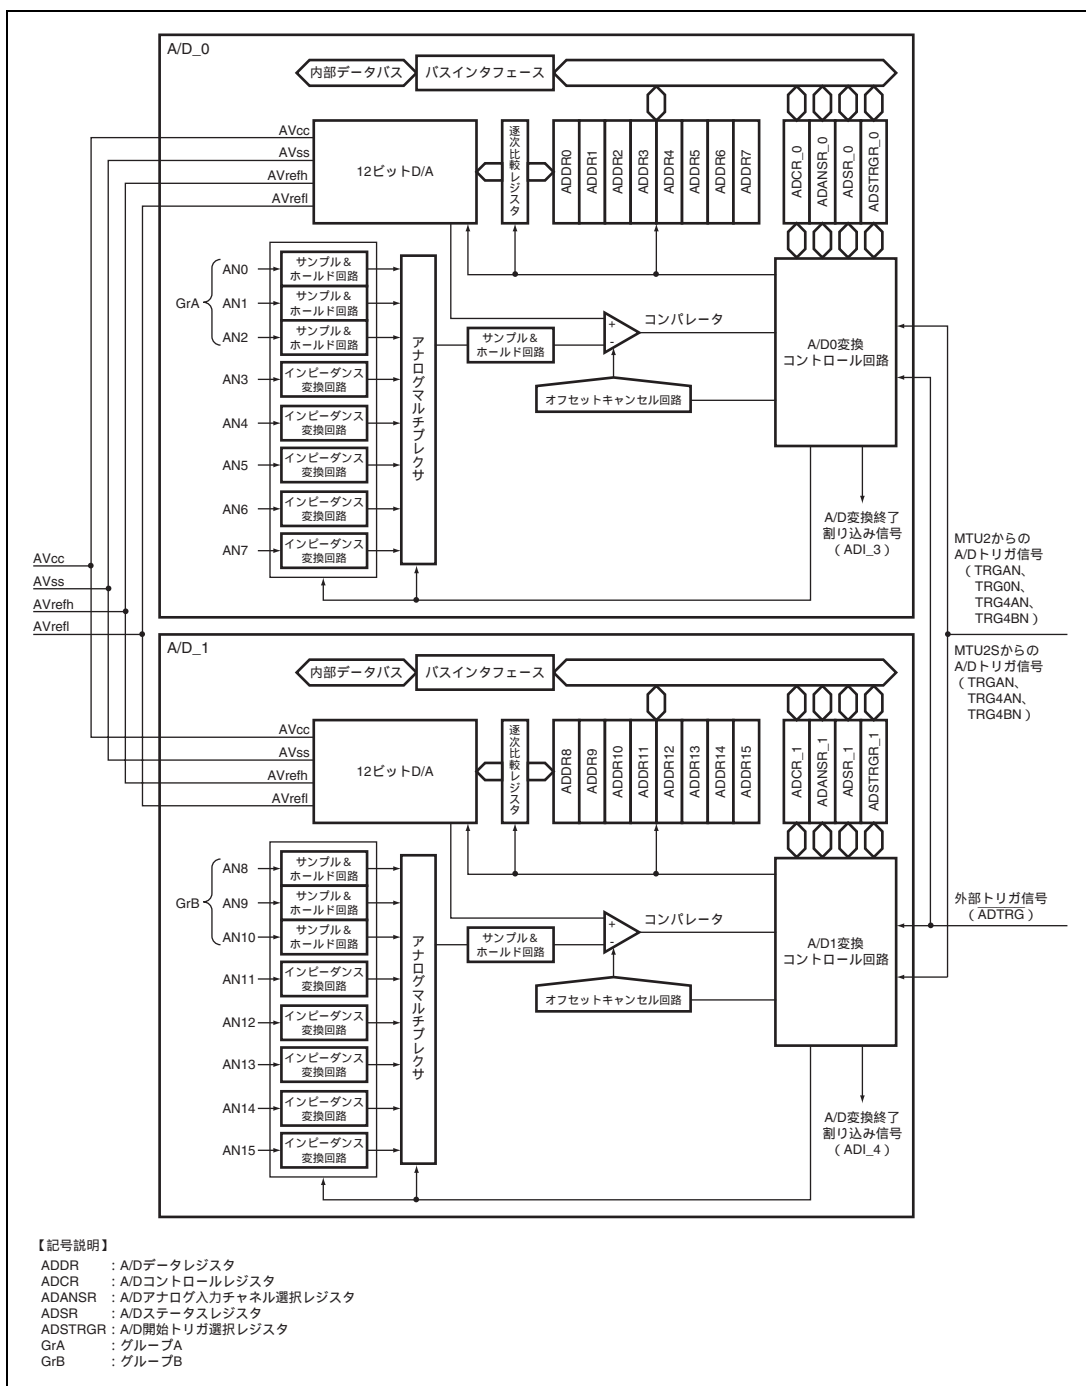 A/D_0
内部データバス
バスインタフェース
AVcc
AVss
AVrefh
AVrefl
12ビットD/A
逐次比較レジスタ
ADDR0
ADDR1
ADDR2
ADDR3
ADDR4
ADDR5
ADDR6
ADDR7
ADCR_0
ADANSR_0
ADSR_0
ADSTRGR_0
GrA
AN0
サンプル&
ホールド回路
AN1
サンプル&
ホールド回路
AN2
サンプル&
ホールド回路
AN3
インピーダンス
変換回路
AN4
インピーダンス
変換回路
AN5
インピーダンス
変換回路
AN6
インピーダンス
変換回路
AN7
インピーダンス
変換回路
アナログマルチプレクサ
サンプル&
ホールド回路
+
-
コンパレータ
オフセットキャンセル回路
A/D0変換
コントロール回路
A/D変換終了
割り込み信号
(ADI_3)
AVcc
AVss
AVrefh
AVrefl
MTU2からの
A/Dトリガ信号
(TRGAN、
TRG0N、
TRG4AN、
TRG4BN)
MTU2Sからの
A/Dトリガ信号
(TRGAN、
TRG4AN、
TRG4BN)
A/D_1
内部データバス
バスインタフェース
AVcc
AVss
AVrefh
AVrefl
12ビットD/A
逐次比較レジスタ
ADDR8
ADDR9
ADDR10
ADDR11
ADDR12
ADDR13
ADDR14
ADDR15
ADCR_1
ADANSR_1
ADSR_1
ADSTRGR_1
GrB
AN8
サンプル&
ホールド回路
AN9
サンプル&
ホールド回路
AN10
サンプル&
ホールド回路
AN11
インピーダンス
変換回路
AN12
インピーダンス
変換回路
AN13
インピーダンス
変換回路
AN14
インピーダンス
変換回路
AN15
インピーダンス
変換回路
アナログマルチプレクサ
サンプル&
ホールド回路
+
-
コンパレータ
オフセットキャンセル回路
A/D1変換
コントロール回路
外部トリガ信号
(ADTRG)
A/D変換終了
割り込み信号
(ADI_4)
【記号説明】
ADDR :A/Dデータレジスタ
ADCR :A/Dコントロールレジスタ
ADANSR :A/Dアナログ入力チャネル選択レジスタ
ADSR :A/Dステータスレジスタ
ADSTRGR :A/D開始トリガ選択レジスタ
GrA :グループA
GrB :グループB